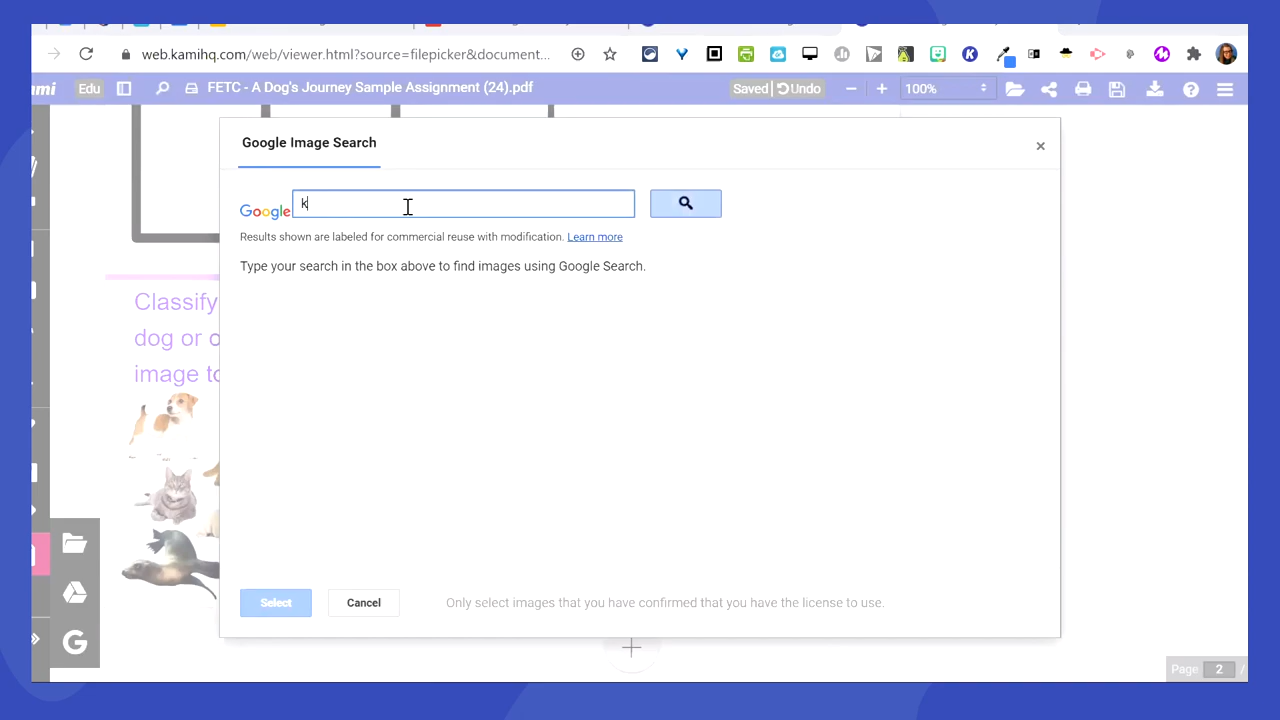 web.kamihq.com/web/viewer.html?source=filepicker&document...
Edu
FETC - A Dog's Journey Sample Assignment (24).pdf
Saved | Undo
100%
Google Image Search
Google k
Results shown are labeled for commercial reuse with modification. Learn more
Type your search in the box above to find images using Google Search.
Classify
dog or
image to
Select Cancel Only select images that you have confirmed that you have the license to use.
Page 2 /